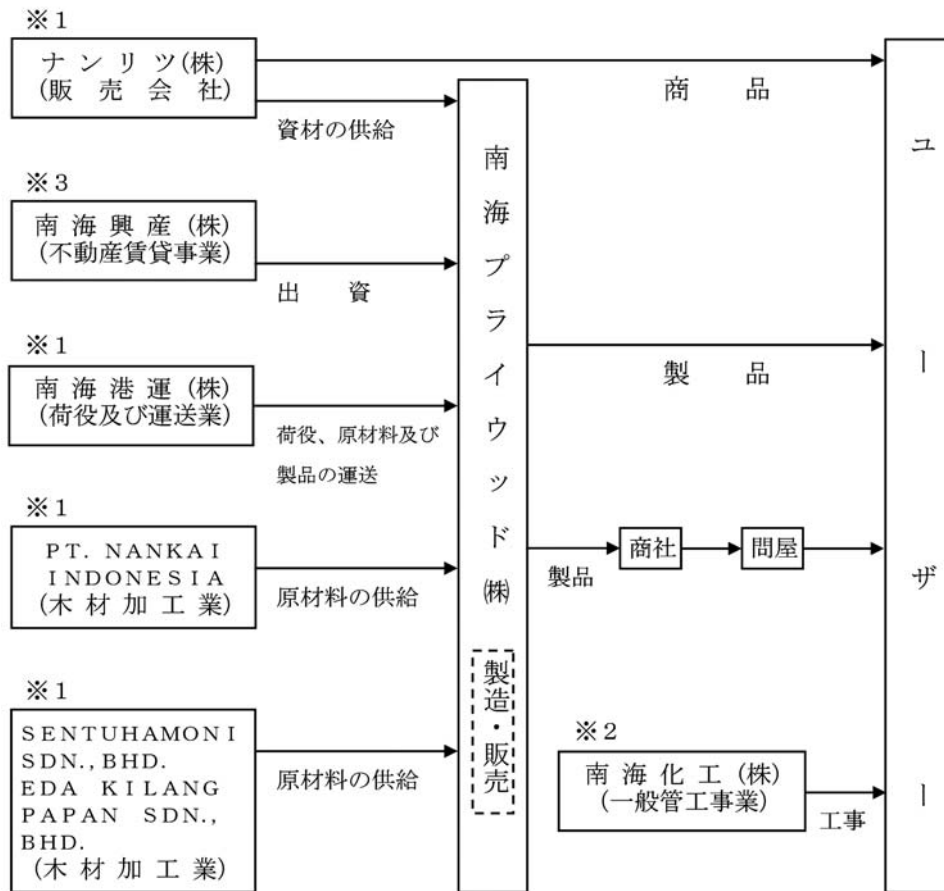 ※1
ナンリツ(株)
(販売会社)
商品
資材の供給
※3
南海興産(株)
(不動産賃貸事業)
出資
※1
南海港運(株)
(荷役及び運送業)
荷役、原材料及び
製品の運送
※1
PT. NANKAI
INDONESIA
(木材加工業)
原材料の供給
※1
SENTUHAMONI
SDN., BHD.
EDA KILANG
PAPAN SDN.,
BHD.
(木材加工業)
原材料の供給
南海プライウッド㈱
製造・販売
製品
製品
商社
問屋
※2
南海化工(株)
(一般管工事業)
工事
ユーザー